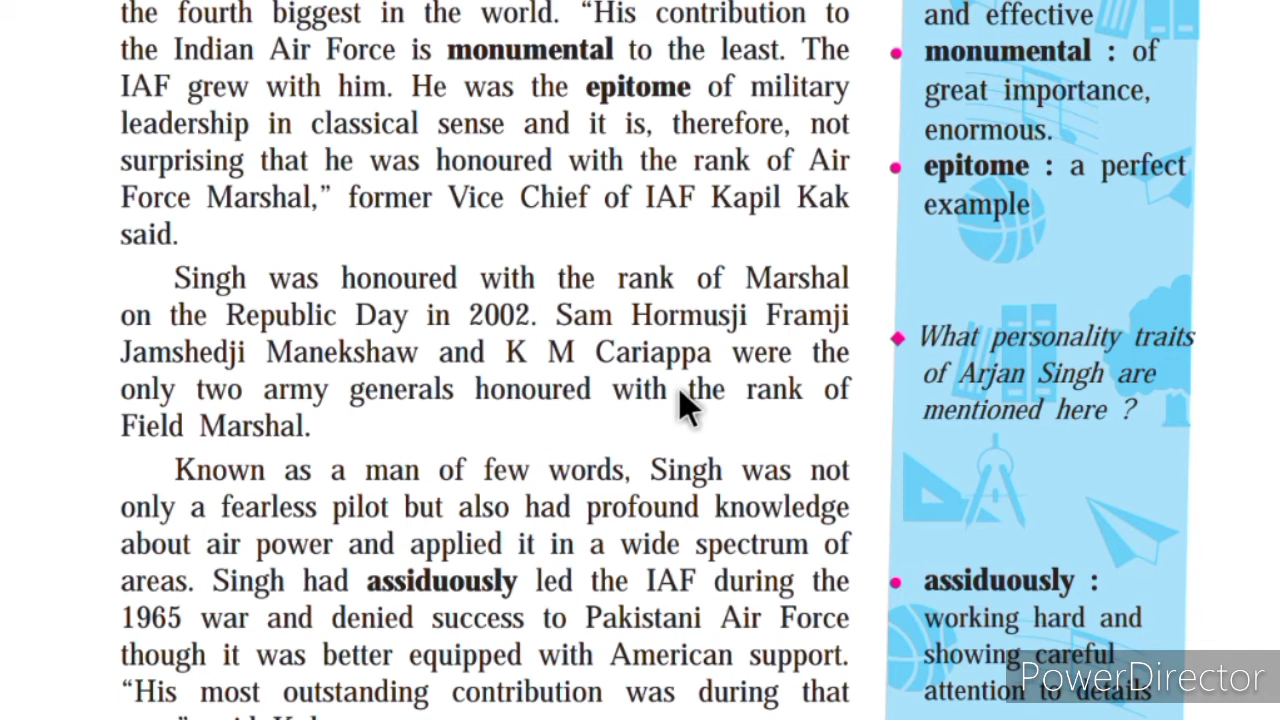 the fourth biggest in the world. “His contribution to
the Indian Air Force is monumental to the least. The
IAF grew with him. He was the epitome of military
leadership in classical sense and it is, therefore, not
surprising that he was honoured with the rank of Air
Force Marshal,” former Vice Chief of IAF Kapil Kak
said.
Singh was honoured with the rank of Marshal
on the Republic Day in 2002. Sam Hormusji Framji
Jamshedji Manekshaw and K M Cariappa were the
only two army generals honoured with the rank of
Field Marshal.
Known as a man of few words, Singh was not
only a fearless pilot but also had profound knowledge
about air power and applied it in a wide spectrum of
areas. Singh had assiduously led the IAF during the
1965 war and denied success to Pakistani Air Force
though it was better equipped with American support.
“His most outstanding contribution was during that
and effective
monumental : of
great importance,
enormous.
epitome : a perfect
example
What personality traits
of Arjan Singh are
mentioned here ?
assiduously :
working hard and
showing careful
attention to details
PowerDirector